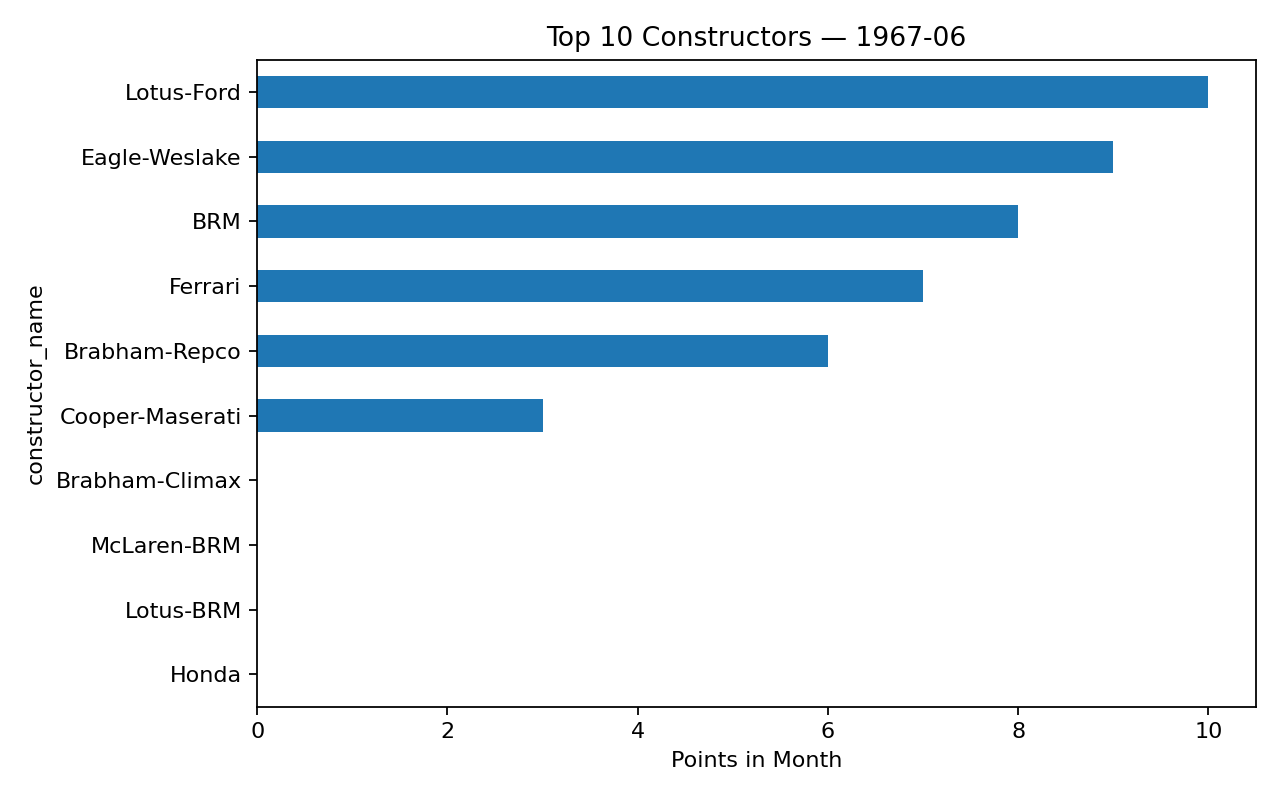 Top 10 Constructors — 1967-06
constructor_name
Lotus-Ford
Eagle-Weslake
BRM
Ferrari
Brabham-Repco
Cooper-Maserati
Brabham-Climax
McLaren-BRM
Lotus-BRM
Honda
0 2 4 6 8 10
Points in Month